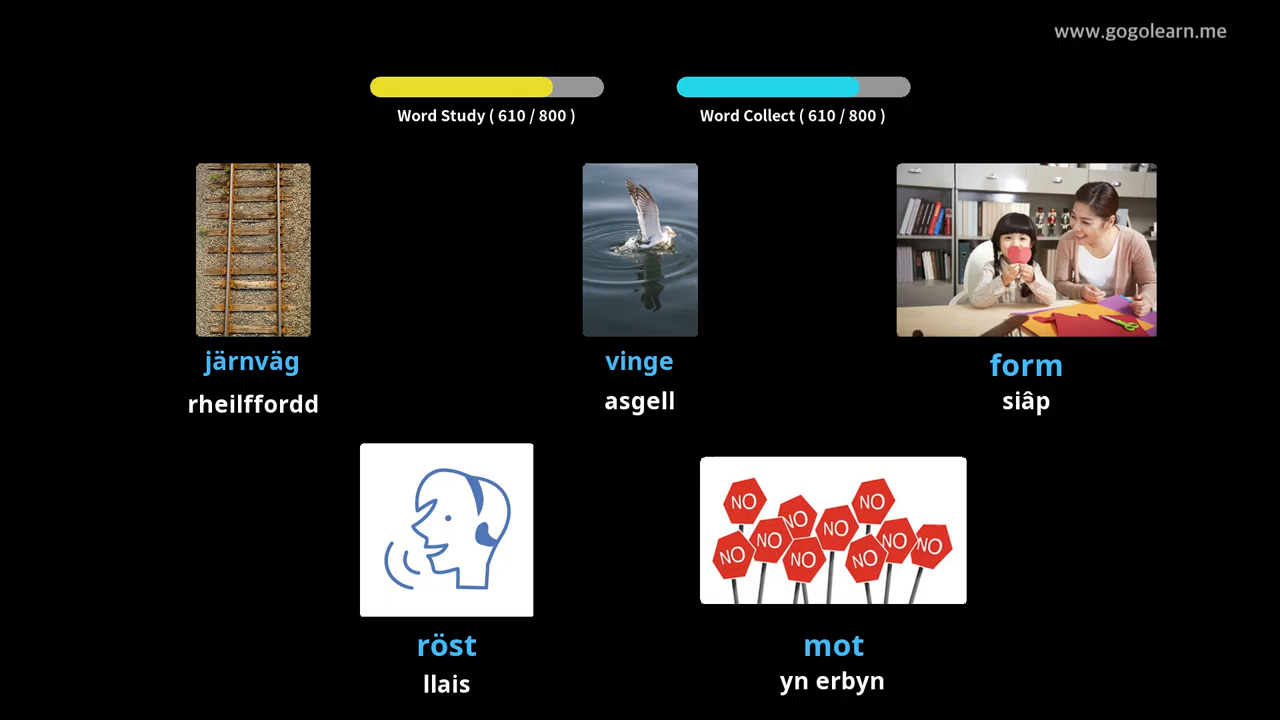 www.gogolearn.me
Word Study ( 610 / 800 )
Word Collect ( 610 / 800 )
järnväg
rheilffordd
vinge
asgell
form
siâp
NO
NO
NO
NO
NO
NO
NO
NO
NO
NO
röst
llais
mot
yn erbyn